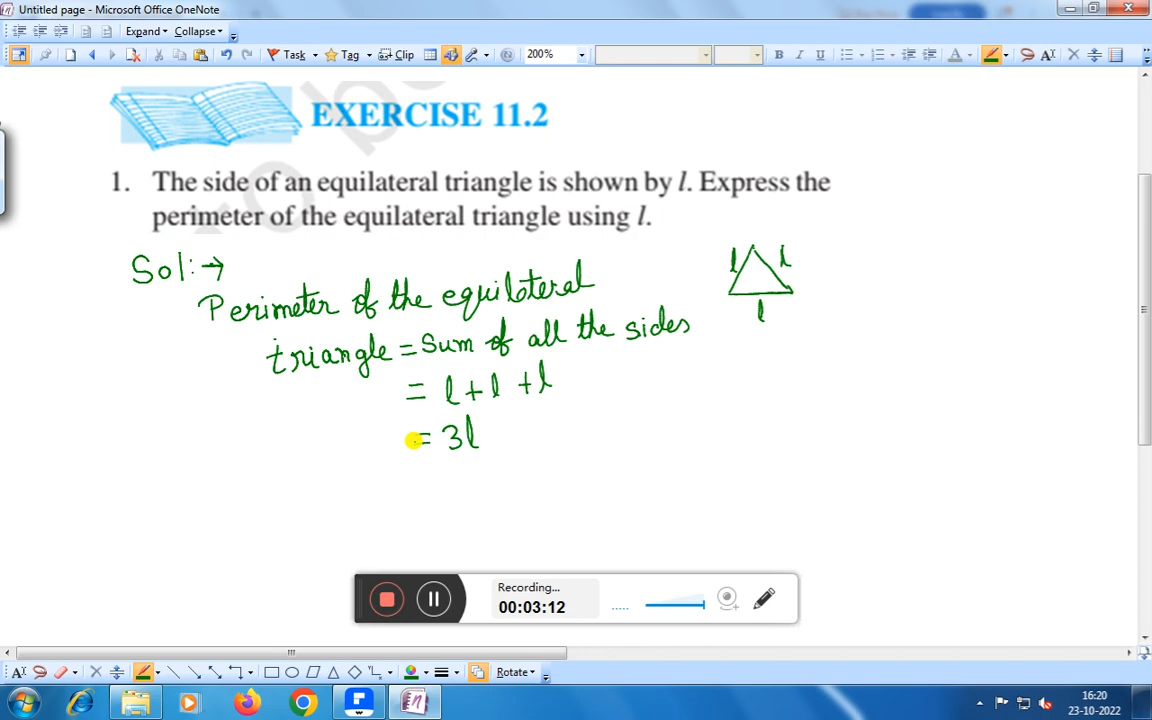 Untitled page - Microsoft Office OneNote
Expand Collapse
Task Tag Clip 200% B I U A
EXERCISE 11.2
1. The side of an equilateral triangle is shown by l. Express the
perimeter of the equilateral triangle using l.
Sol:→
l l
l
Perimeter of the equilateral
triangle = Sum of all the sides
= l + l + l
= 3l
Recording...
00:03:12
Rotate
16:20
23-10-2022